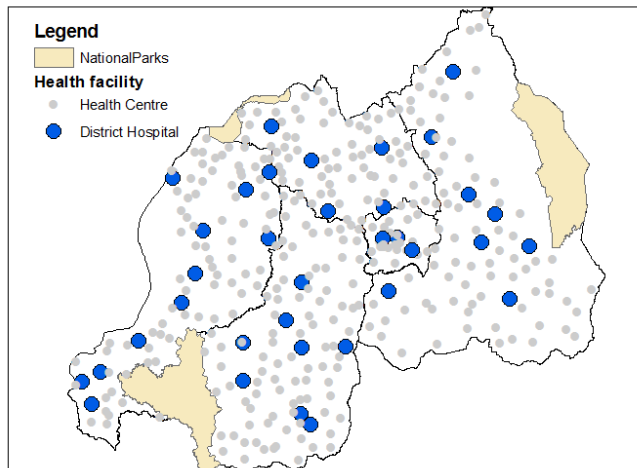 Legend
NationalParks
Health facility
Health Centre
District Hospital